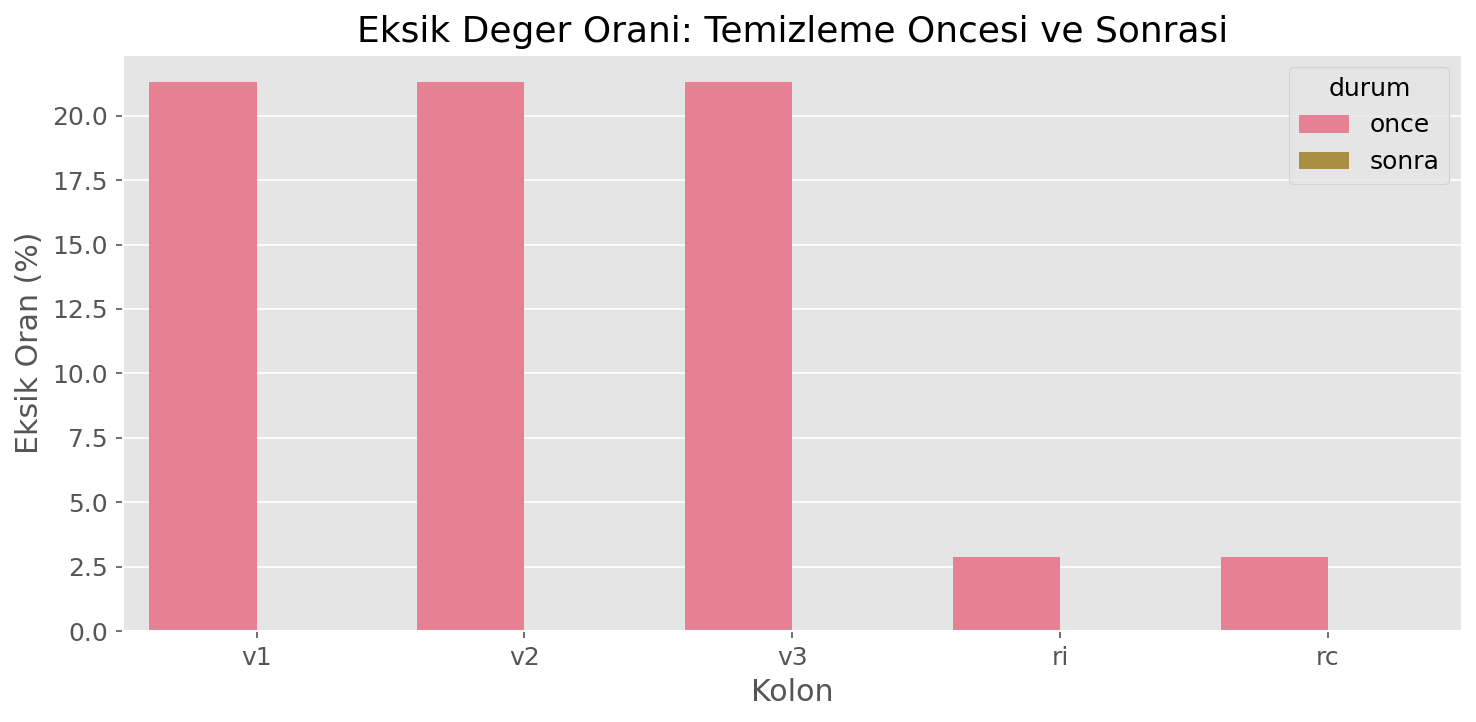 Eksik Deger Orani: Temizleme Oncesi ve Sonrasi
durum
once
sonra
Eksik Oran (%)
20.0
17.5
15.0
12.5
10.0
7.5
5.0
2.5
0.0
v1 v2 v3 ri rc
Kolon